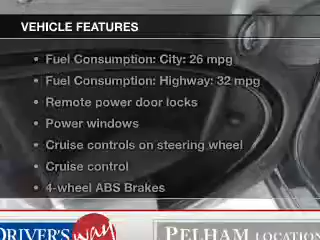 VEHICLE FEATURES
• Fuel Consumption: City: 26 mpg
• Fuel Consumption: Highway: 32 mpg
• Remote power door locks
• Power windows
• Cruise controls on steering wheel
• Cruise control
• 4-wheel ABS Brakes
DRIVER'S Way
PELHAM LOCATION